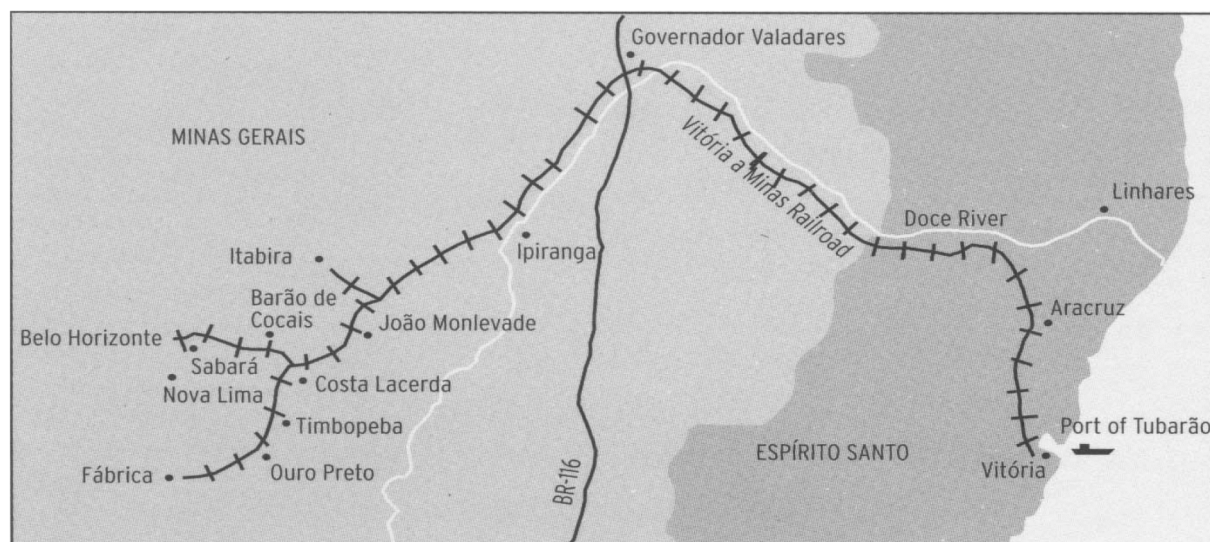 Governador Valadares
MINAS GERAIS
Vitória a Minas Railroad
Linhares
Doce River
Ipiranga
Itabira
Barão de
Cocais
Aracruz
João Monlevade
Belo Horizonte
Sabará
Costa Lacerda
Nova Lima
Timbopeba
Port of Tubarão
ESPÍRITO SANTO
Ouro Preto
Vitória
Fábrica
BR-116